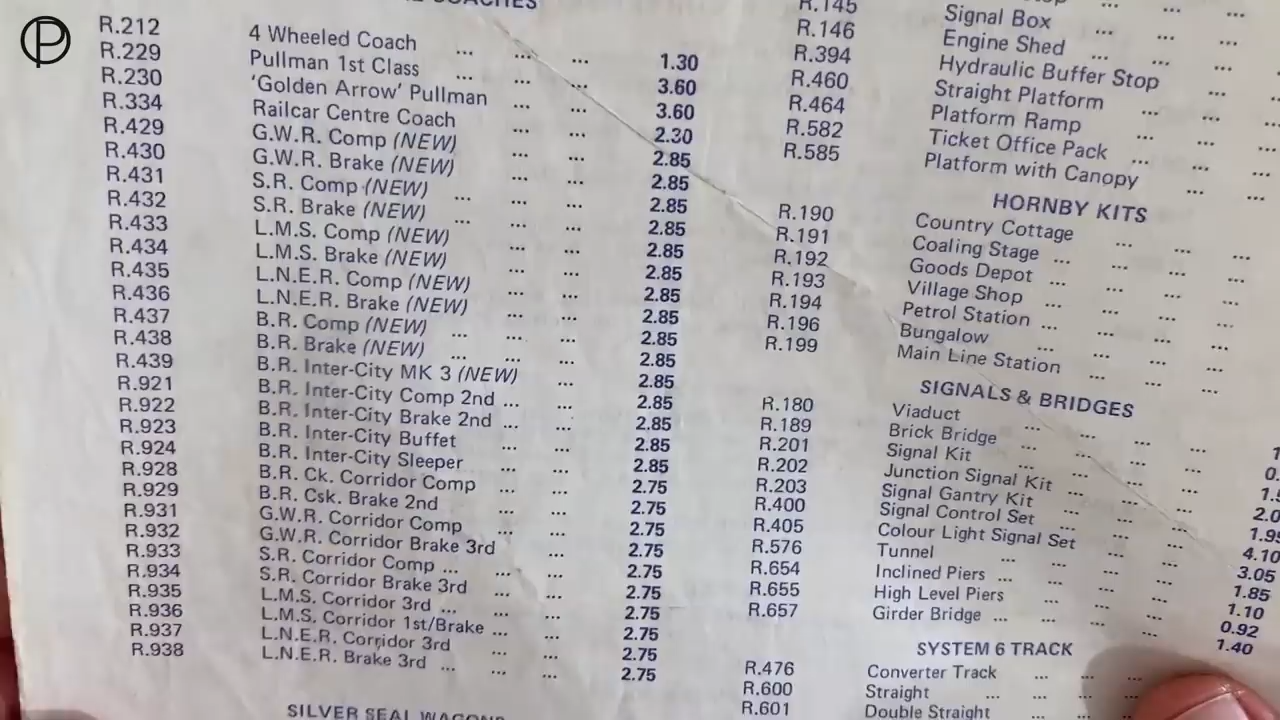 COACHES
R.212 4 Wheeled Coach ... ... 1.30
R.229 Pullman 1st Class ... ... 3.60
R.230 'Golden Arrow' Pullman ... 3.60
R.334 Railcar Centre Coach ... ... 2.30
R.429 G.W.R. Comp (NEW) ... ... 2.85
R.430 G.W.R. Brake (NEW) ... ... 2.85
R.431 S.R. Comp (NEW) ... ... 2.85
R.432 S.R. Brake (NEW) ... ... ... 2.85
R.433 L.M.S. Comp (NEW) ... ... 2.85
R.434 L.M.S. Brake (NEW) ... ... 2.85
R.435 L.N.E.R. Comp (NEW) ... ... 2.85
R.436 L.N.E.R. Brake (NEW) ... ... 2.85
R.437 B.R. Comp (NEW) ... ... ... 2.85
R.438 B.R. Brake (NEW) ... ... ... 2.85
R.439 B.R. Inter-City MK 3 (NEW) ... 2.85
R.921 B.R. Inter-City Comp 2nd ... ... 2.85
R.922 B.R. Inter-City Brake 2nd ... ... 2.85
R.923 B.R. Inter-City Buffet ... ... 2.85
R.924 B.R. Inter-City Sleeper ... ... 2.85
R.928 B.R. Ck. Corridor Comp ... ... 2.75
R.929 B.R. Csk. Brake 2nd ... ... 2.75
R.931 G.W.R. Corridor Comp ... ... 2.75
R.932 G.W.R. Corridor Brake 3rd ... 2.75
R.933 S.R. Corridor Comp ... ... ... 2.75
R.934 S.R. Corridor Brake 3rd ... ... 2.75
R.935 L.M.S. Corridor 3rd ... ... ... 2.75
R.936 L.M.S. Corridor 1st/Brake ... ... 2.75
R.937 L.N.E.R. Corridor 3rd ... ... 2.75
R.938 L.N.E.R. Brake 3rd ... ... ... 2.75
SILVER SEAL WAGONS
R.145 Signal Box ... ...
R.146 Engine Shed ... ...
R.394 Hydraulic Buffer Stop ...
R.460 Straight Platform ... ...
R.464 Platform Ramp ... ...
R.582 Ticket Office Pack ... ...
R.585 Platform with Canopy ... ...
HORNBY KITS
R.190 Country Cottage ... ...
R.191 Coaling Stage ... ... ...
R.192 Goods Depot ... ... ...
R.193 Village Shop ... ... ...
R.194 Petrol Station ... ... ...
R.196 Bungalow ... ... ...
R.199 Main Line Station ... ...
SIGNALS & BRIDGES
R.180 Viaduct ... ... ...
R.189 Brick Bridge ... ... ...
R.201 Signal Kit ... ... ...
R.202 Junction Signal Kit ... ...
R.203 Signal Gantry Kit ... ... 1.95
R.400 Signal Control Set ... ... 4.10
R.405 Colour Light Signal Set ... 3.05
R.576 Tunnel ... ... ... 1.85
R.654 Inclined Piers ... ... ... 1.10
R.655 High Level Piers ... ... 0.92
R.657 Girder Bridge ... ... ... 1.40
SYSTEM 6 TRACK
R.476 Converter Track ... ...
R.600 Straight ... ...
R.601 Double Straight ...